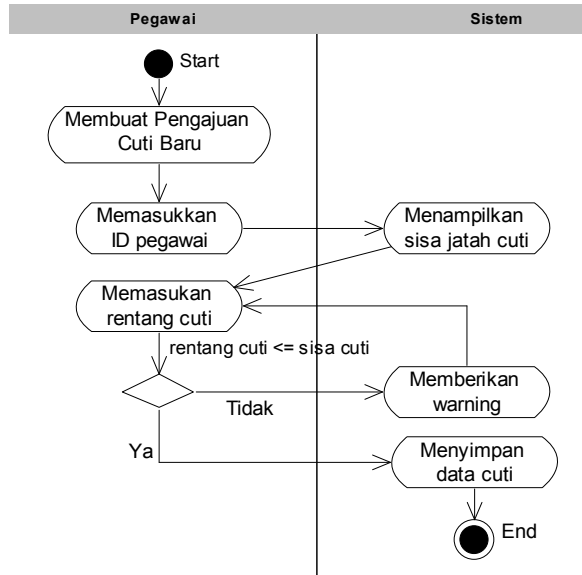 Pegawai
Sistem
Start
Membuat Pengajuan
Cuti Baru
Memasukkan
ID pegawai
Menampilkan
sisa jatah cuti
Memasukan
rentang cuti
rentang cuti <= sisa cuti
Tidak
Memberikan
warning
Ya
Menyimpan
data cuti
End